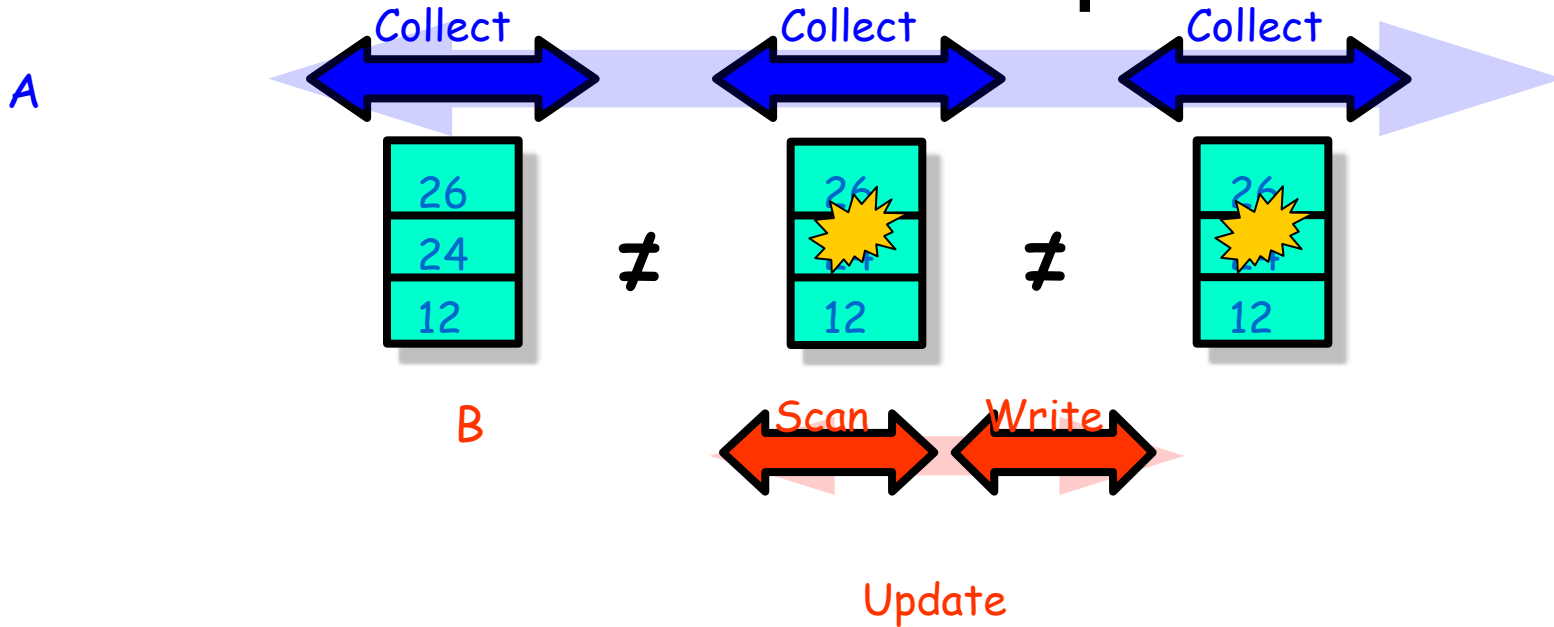 Collect Collect Collect
A
26 26 26
24 ≠ ≠
12 12 12
B Scan Write
Update